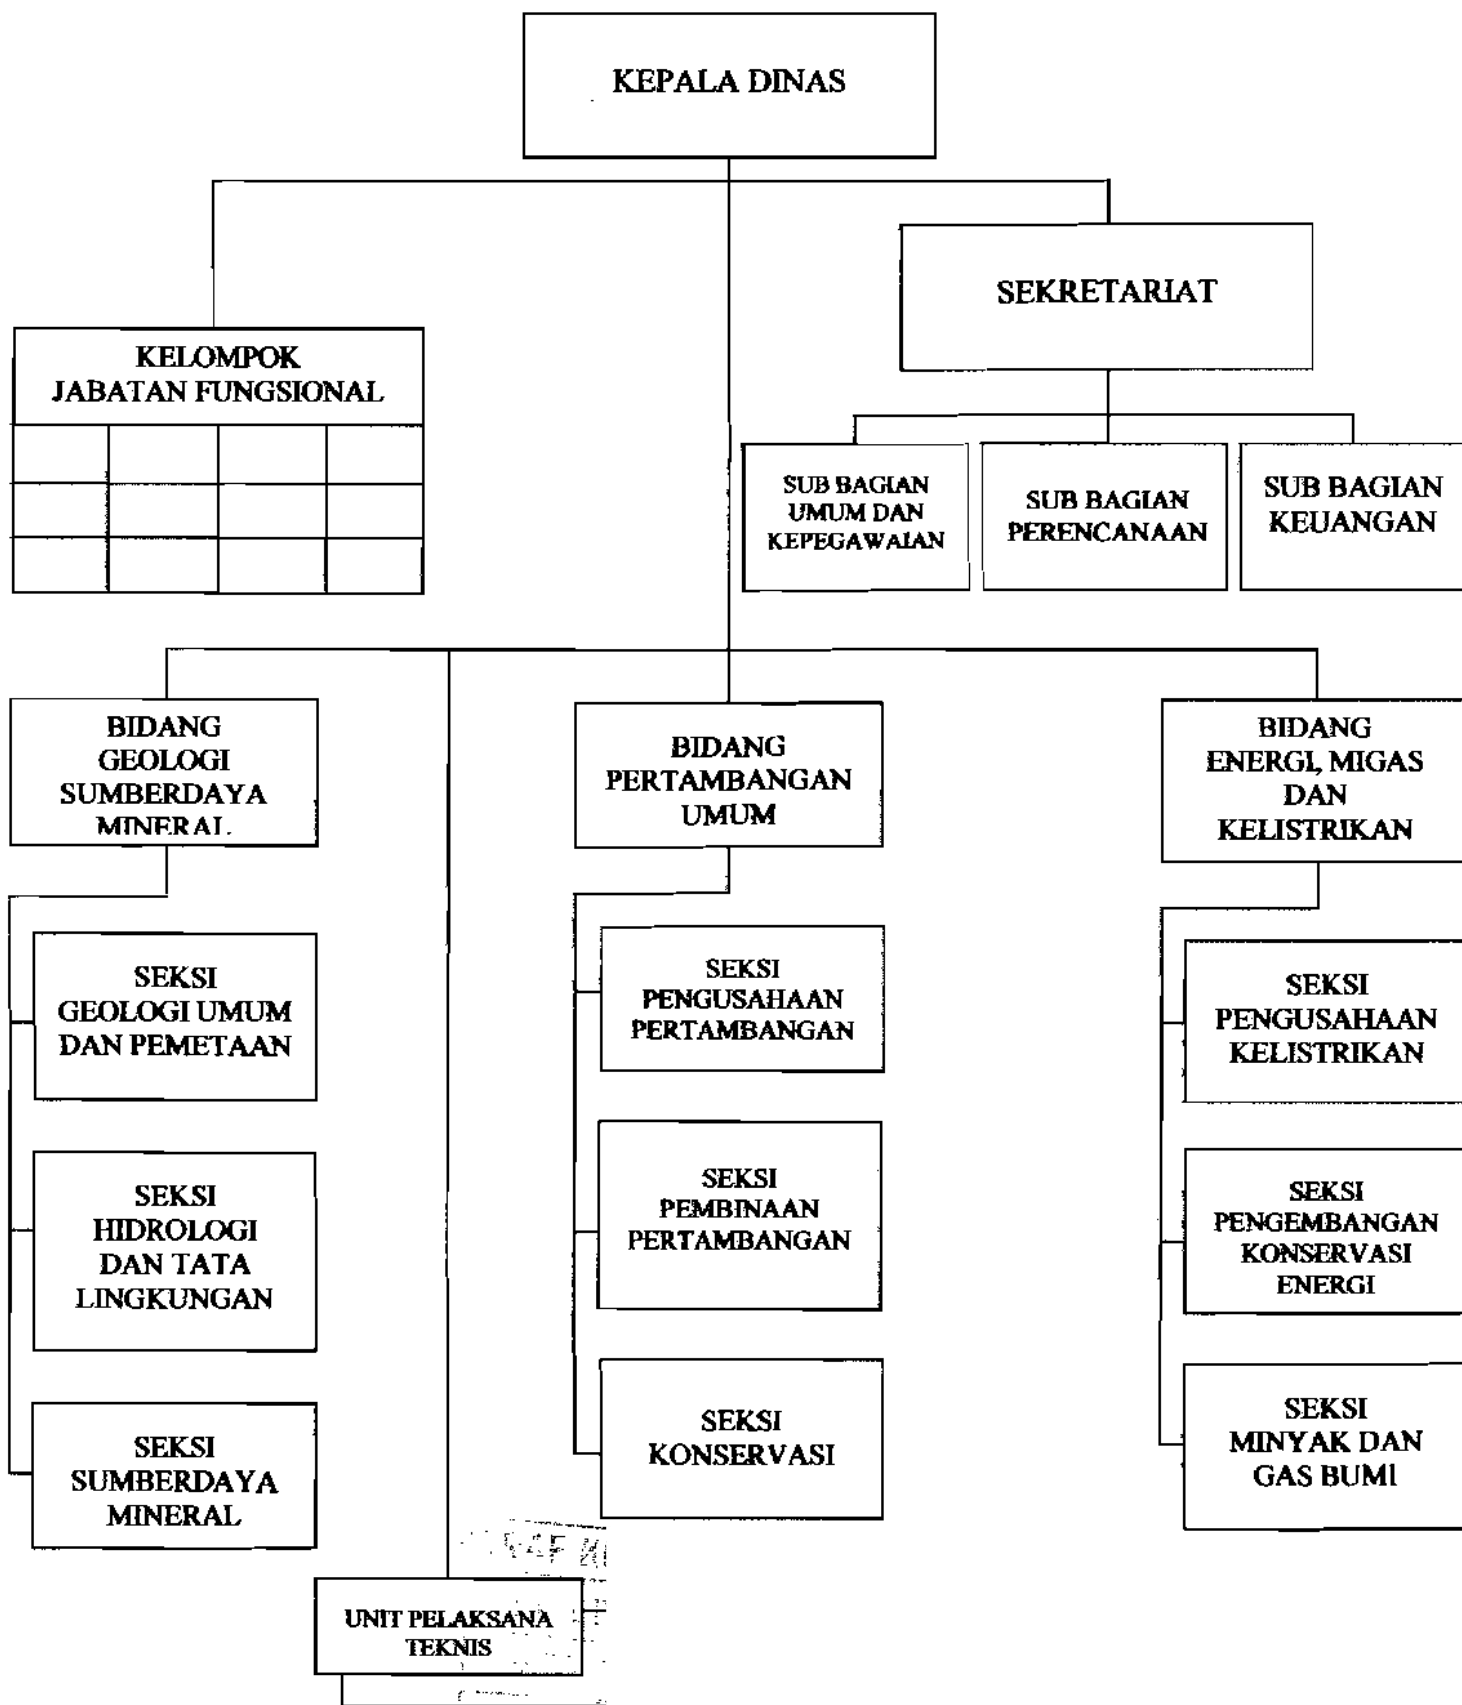 KEPALA DINAS
SEKRETARIAT
KELOMPOK
JABATAN FUNGSIONAL
SUB BAGIAN
UMUM DAN
KEPEGAWAIAN
SUB BAGIAN
PERENCANAAN
SUB BAGIAN
KEUANGAN
BIDANG
GEOLOGI
SUMBERDAYA
MINERAL
BIDANG
PERTAMBANGAN
UMUM
BIDANG
ENERGI, MIGAS
DAN
KELISTRIKAN
SEKSI
GEOLOGI UMUM
DAN PEMETAAN
SEKSI
PENGUSAHAAN
PERTAMBANGAN
SEKSI
PENGUSAHAAN
KELISTRIKAN
SEKSI
HIDROLOGI
DAN TATA
LINGKUNGAN
SEKSI
PEMBINAAN
PERTAMBANGAN
SEKSI
PENGEMBANGAN
KONSERVASI
ENERGI
SEKSI
SUMBERDAYA
MINERAL
SEKSI
KONSERVASI
SEKSI
MINYAK DAN
GAS BUMI
UNIT PELAKSANA
TEKNIS